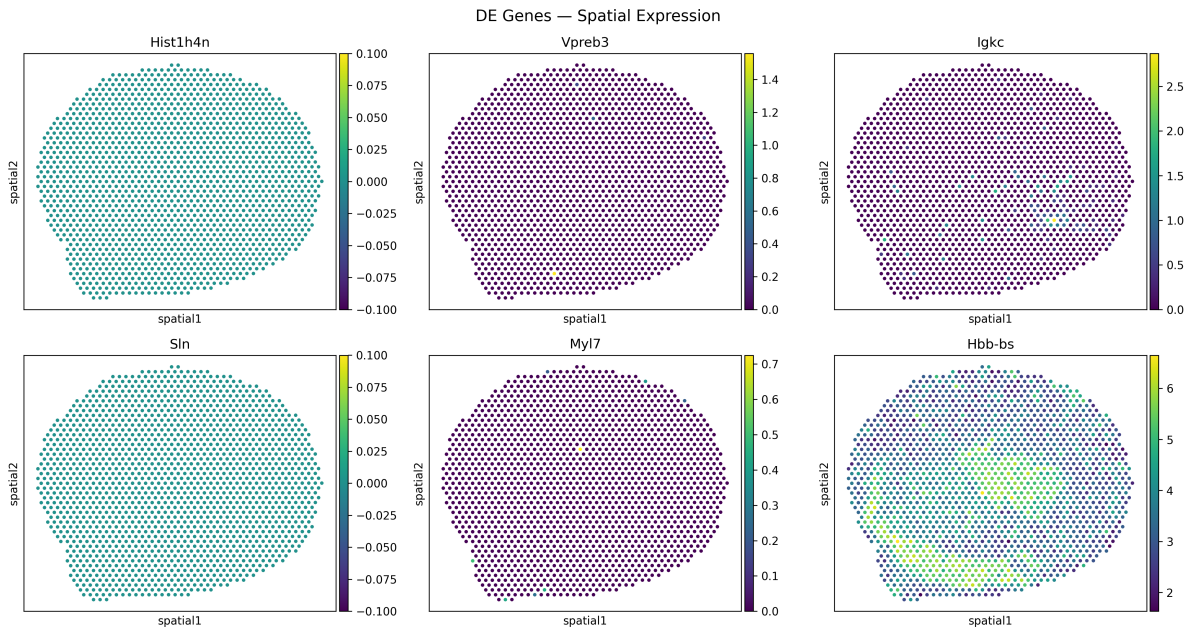 DE Genes — Spatial Expression
Hist1h4n
Vpreb3
Igkc
0.100
0.075
0.050
0.025
0.000
−0.025
−0.050
−0.075
−0.100
1.4
1.2
1.0
0.8
0.6
0.4
0.2
0.0
2.5
2.0
1.5
1.0
0.5
0.0
spatial2
spatial2
spatial2
spatial1
spatial1
spatial1
Sln
Myl7
Hbb-bs
0.100
0.075
0.050
0.025
0.000
−0.025
−0.050
−0.075
−0.100
0.7
0.6
0.5
0.4
0.3
0.2
0.1
0.0
6
5
4
3
2
spatial2
spatial2
spatial2
spatial1
spatial1
spatial1